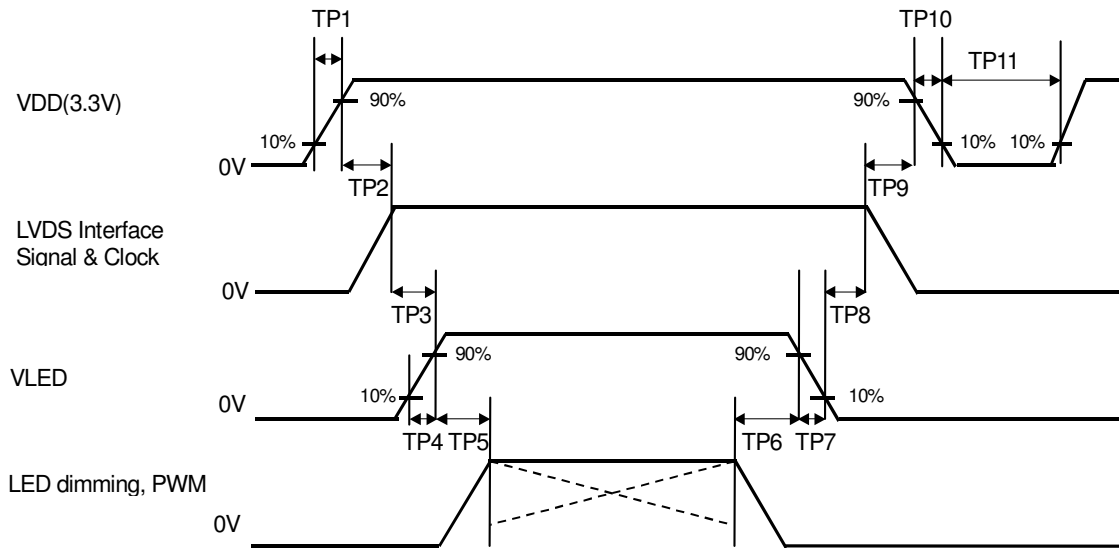 TP1
TP10
TP11
VDD(3.3V)
90%
90%
10%
10%
10%
0V
TP2
TP9
LVDS Interface
Signal & Clock
0V
TP3
TP8
VLED
90%
90%
10%
10%
0V
TP4
TP5
TP6
TP7
LED dimming, PWM
0V